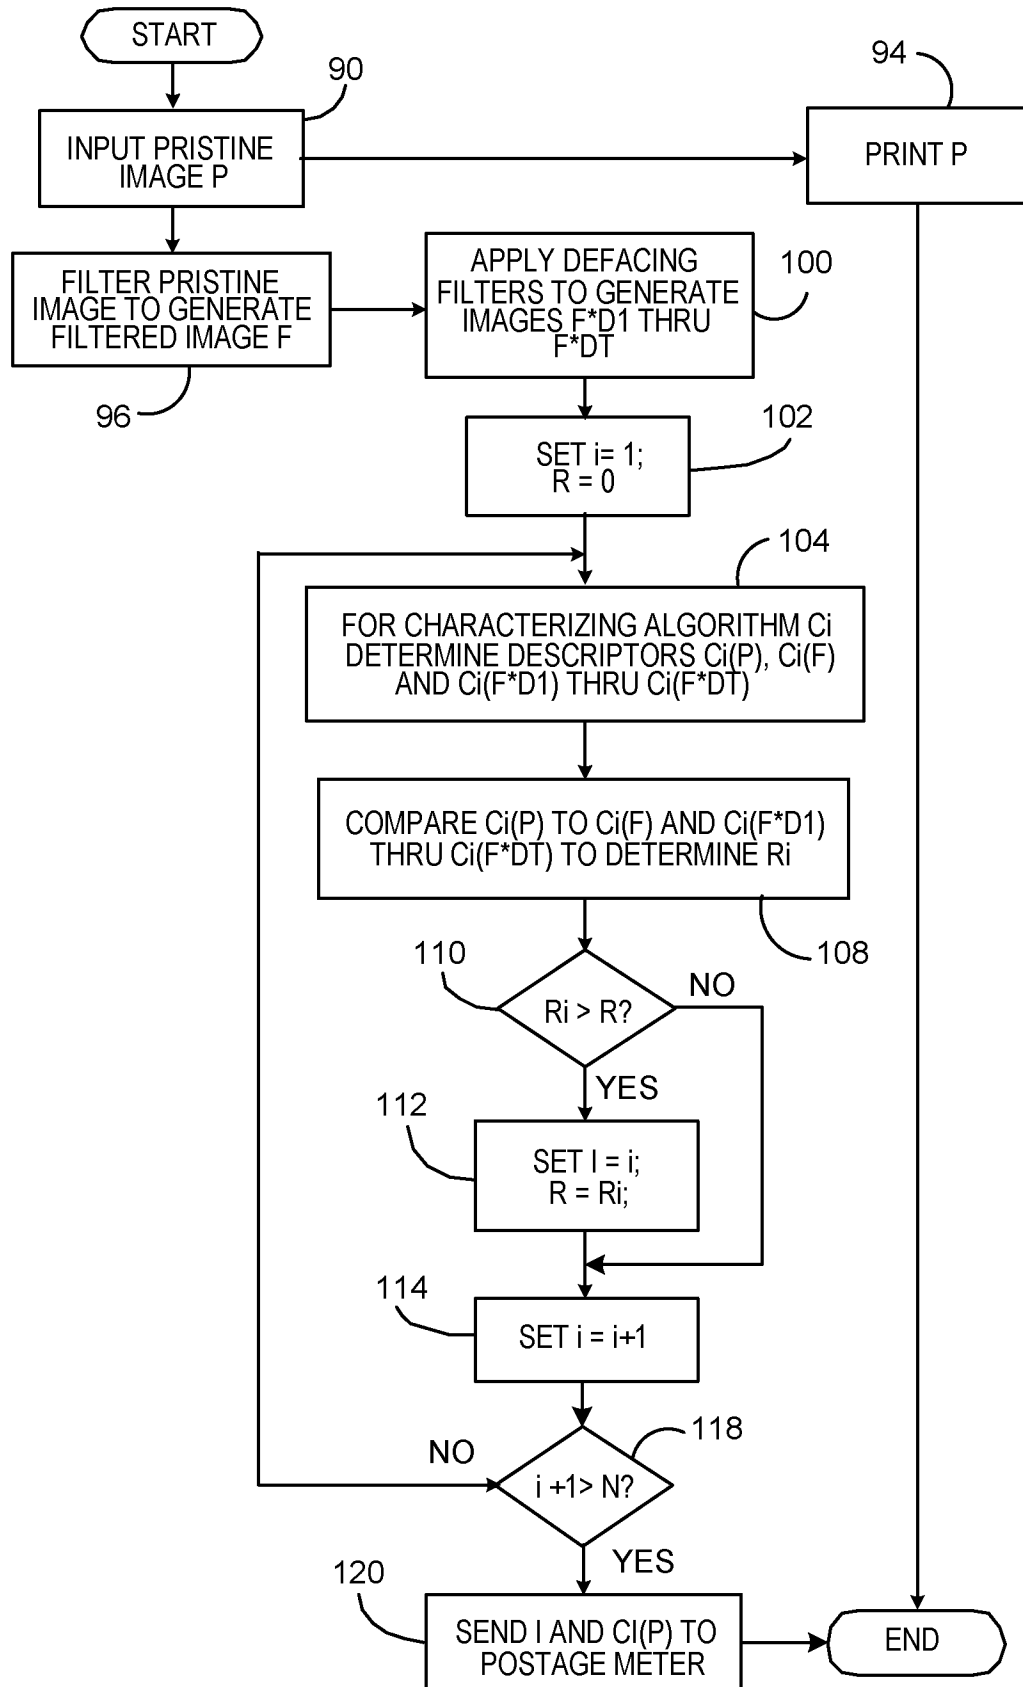 START
90
94
INPUT PRISTINE
IMAGE P
PRINT P
FILTER PRISTINE
IMAGE TO GENERATE
FILTERED IMAGE F
96
APPLY DEFACING
FILTERS TO GENERATE
IMAGES F*D1 THRU
F*DT
100
SET i= 1;
R = 0
102
104
FOR CHARACTERIZING ALGORITHM Ci
DETERMINE DESCRIPTORS Ci(P), Ci(F)
AND Ci(F*D1) THRU Ci(F*DT)
COMPARE Ci(P) TO Ci(F) AND Ci(F*D1)
THRU Ci(F*DT) TO DETERMINE Ri
108
110
Ri > R?
NO
YES
112
SET I = i;
R = Ri;
114
SET i = i+1
118
NO
i +1> N?
YES
120
SEND I AND CI(P) TO
POSTAGE METER
END